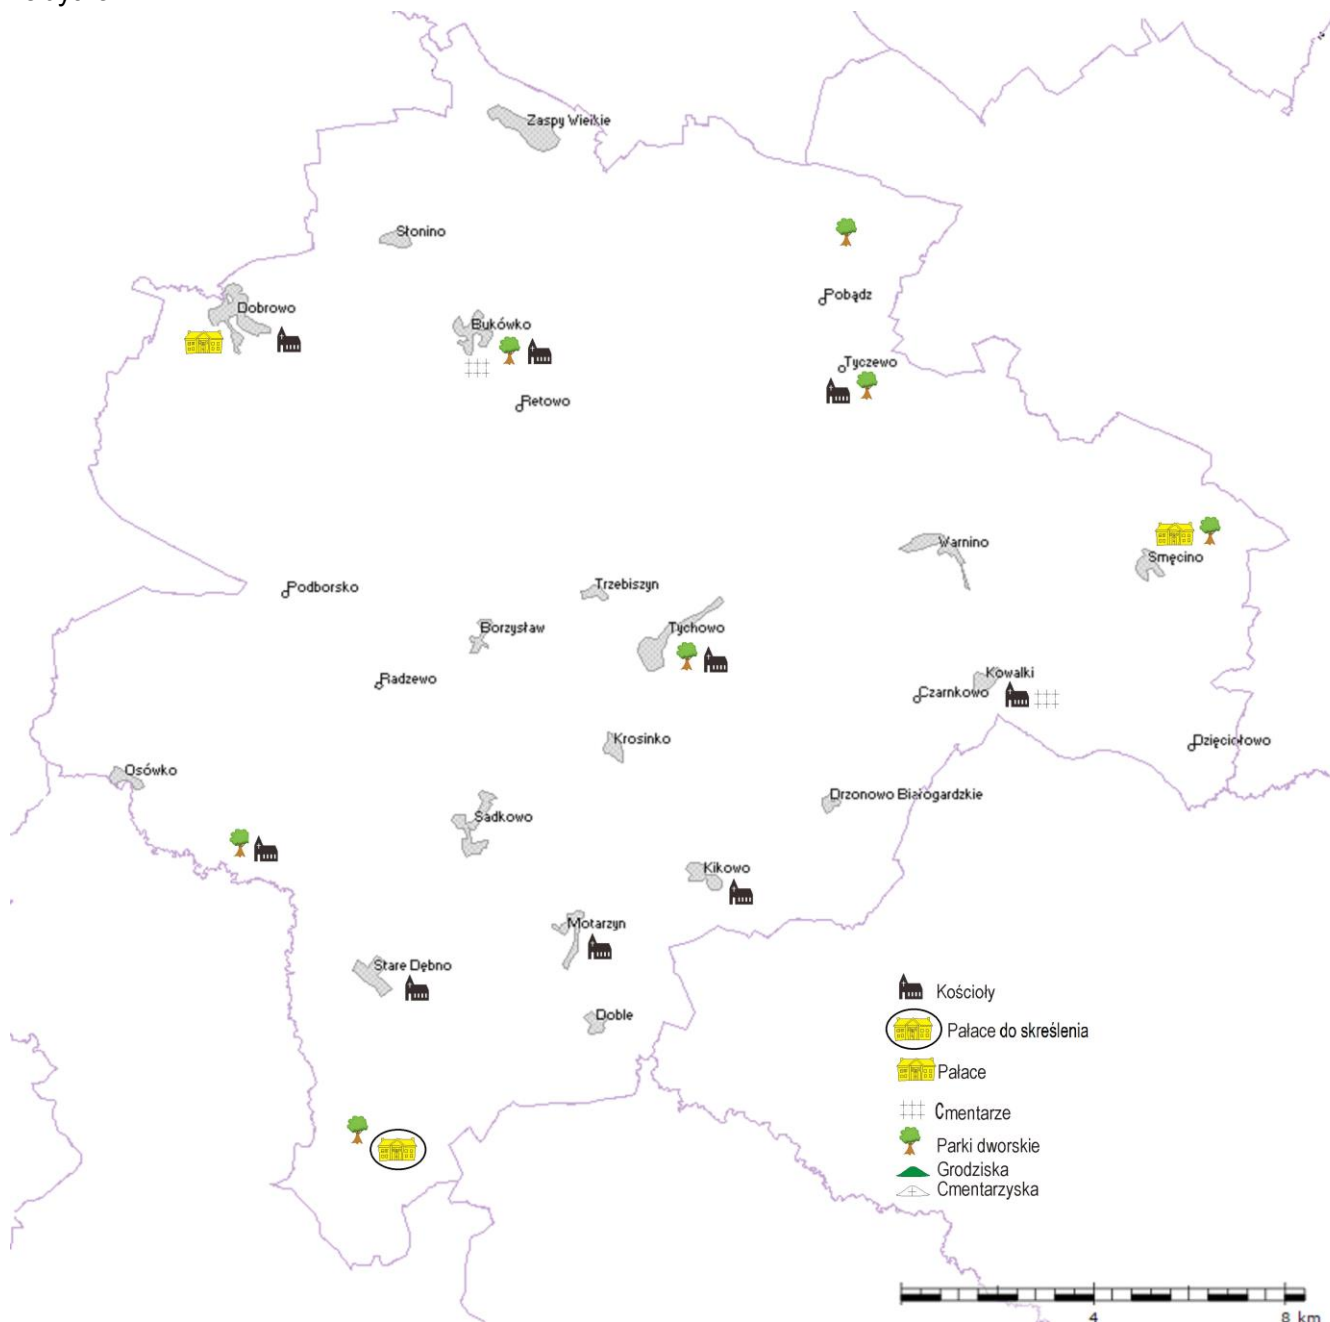 Zaspy Wielkie
Słonino
Dobrowo
Bukówko
Pobądz
Tyczewo
Retowo
Warnino
Smęcino
Podborsko
Trzebiszyn
Borzysław
Tychowo
Radzewo
Kowalki
Czarnkowo
Krosinko
Dzięciołowo
Osówko
Drzonowo Białogardzkie
Sadkowo
Kikowo
Motarzyn
Stare Dębno
Doble
Kościoły
Pałace do skreślenia
Pałace
Cmentarze
Parki dworskie
Grodziska
Cmentarzyska
4 8 km